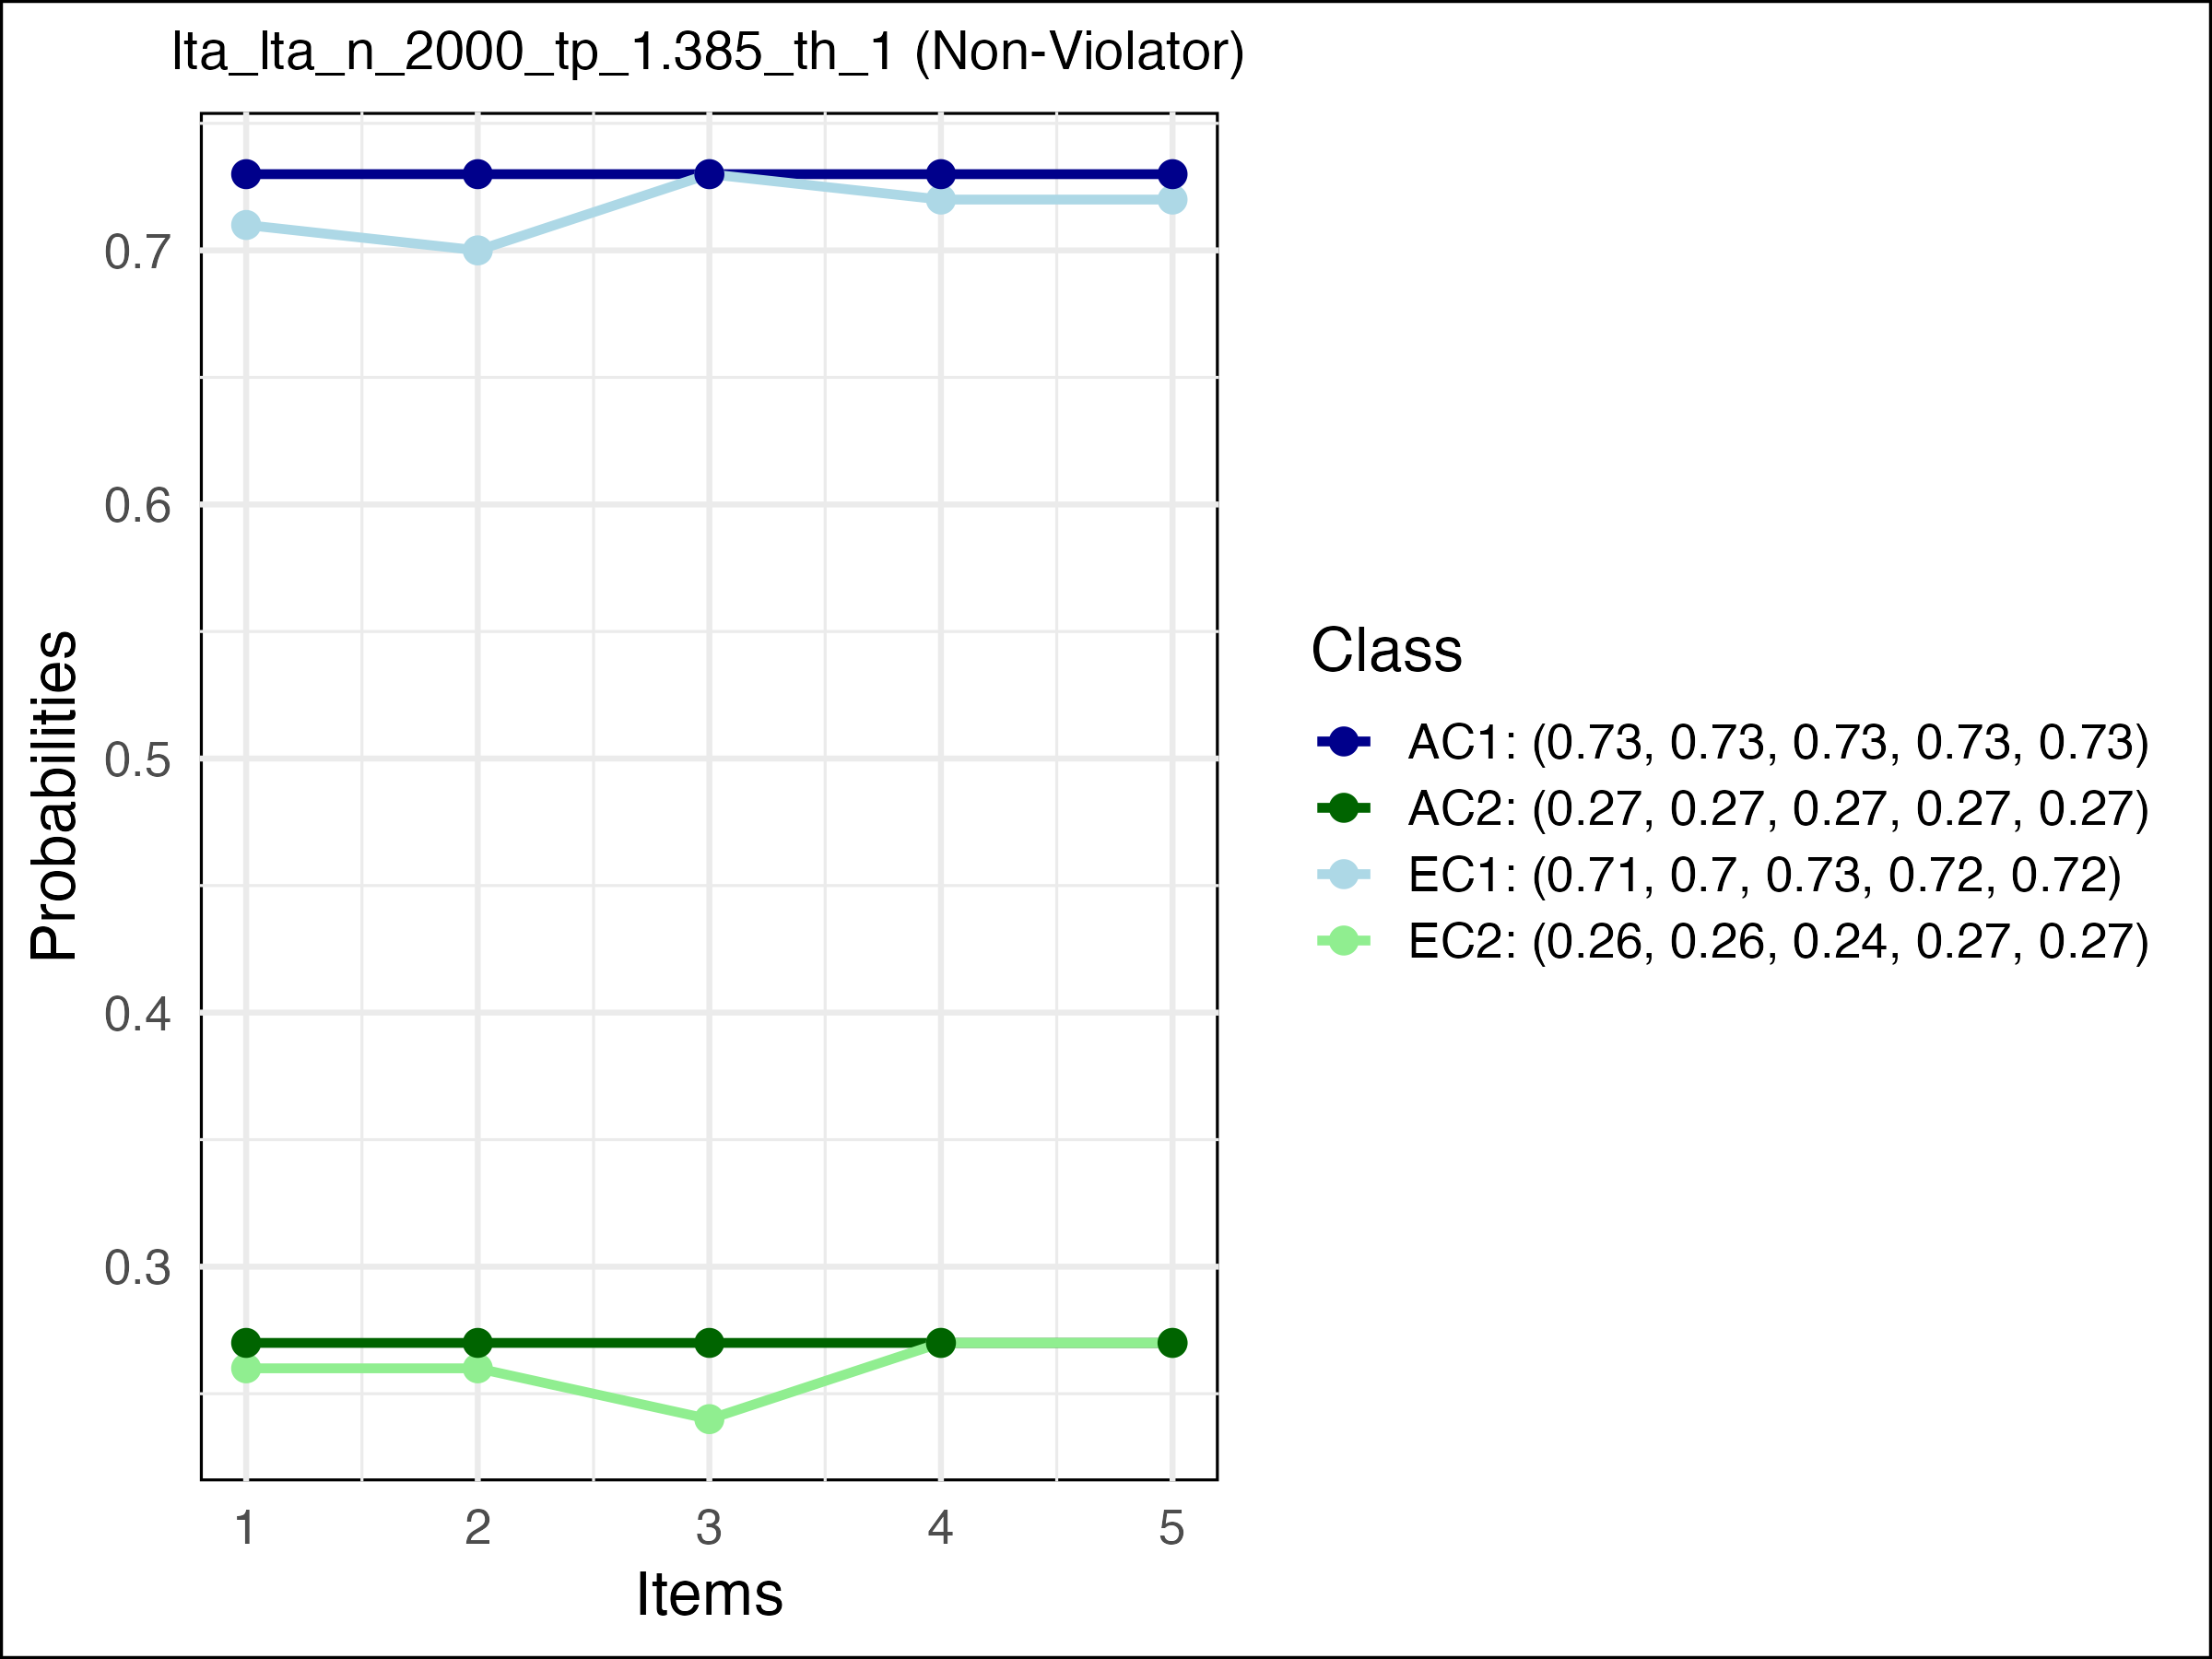 lta_lta_n_2000_tp_1.385_th_1 (Non-Violator)
Probabilities
0.7
0.6
0.5
0.4
0.3
1 2 3 4 5
Items
Class
AC1: (0.73, 0.73, 0.73, 0.73, 0.73)
AC2: (0.27, 0.27, 0.27, 0.27, 0.27)
EC1: (0.71, 0.7, 0.73, 0.72, 0.72)
EC2: (0.26, 0.26, 0.24, 0.27, 0.27)